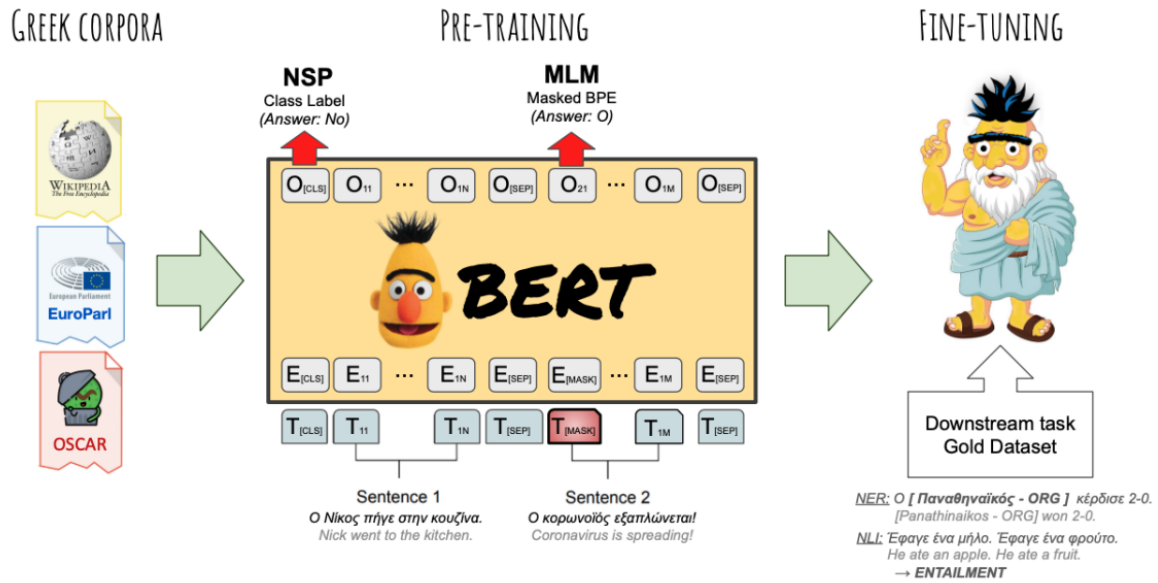 GREEK CORPORA
PRE-TRAINING
FINE-TUNING
WIKIPEDIA
The Free Encyclopedia
European Parliament
EuroParl
OSCAR
NSP
Class Label
(Answer: No)
MLM
Masked BPE
(Answer: O)
O[CLS] O11 ... O1N O[SEP] O21 ... O1M O[SEP]
BERT
E[CLS] E11 ... E1N E[SEP] E[MASK] ... E1M E[SEP]
T[CLS] T11 T1N T[SEP] T[MASK] T1M T[SEP]
Sentence 1
Ο Νίκος πήγε στην κουζίνα.
Nick went to the kitchen.
Sentence 2
Ο κορωνοϊός εξαπλώνεται!
Coronavirus is spreading!
Downstream task
Gold Dataset
NER: Ο [ Παναθηναϊκός - ORG ] κέρδισε 2-0.
[Panathinaikos - ORG] won 2-0.
NLI: Έφαγε ένα μήλο. Έφαγε ένα φρούτο.
He ate an apple. He ate a fruit.
→ ENTAILMENT